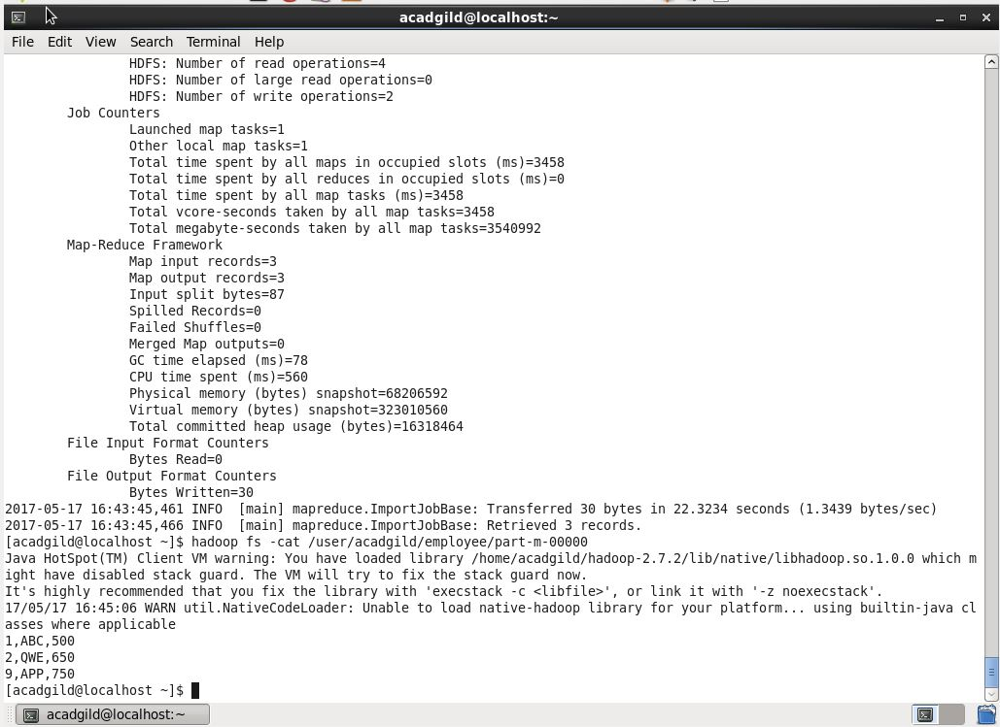 acadgild@localhost:~
File Edit View Search Terminal Help
HDFS: Number of read operations=4
HDFS: Number of large read operations=0
HDFS: Number of write operations=2
Job Counters
Launched map tasks=1
Other local map tasks=1
Total time spent by all maps in occupied slots (ms)=3458
Total time spent by all reduces in occupied slots (ms)=0
Total time spent by all map tasks (ms)=3458
Total vcore-seconds taken by all map tasks=3458
Total megabyte-seconds taken by all map tasks=3540992
Map-Reduce Framework
Map input records=3
Map output records=3
Input split bytes=87
Spilled Records=0
Failed Shuffles=0
Merged Map outputs=0
GC time elapsed (ms)=78
CPU time spent (ms)=560
Physical memory (bytes) snapshot=68206592
Virtual memory (bytes) snapshot=323010560
Total committed heap usage (bytes)=16318464
File Input Format Counters
Bytes Read=0
File Output Format Counters
Bytes Written=30
2017-05-17 16:43:45,461 INFO  [main] mapreduce.ImportJobBase: Transferred 30 bytes in 22.3234 seconds (1.3439 bytes/sec)
2017-05-17 16:43:45,466 INFO  [main] mapreduce.ImportJobBase: Retrieved 3 records.
[acadgild@localhost ~]$ hadoop fs -cat /user/acadgild/employee/part-m-00000
Java HotSpot(TM) Client VM warning: You have loaded library /home/acadgild/hadoop-2.7.2/lib/native/libhadoop.so.1.0.0 which m
ight have disabled stack guard. The VM will try to fix the stack guard now.
It's highly recommended that you fix the library with 'execstack -c <libfile>', or link it with '-z noexecstack'.
17/05/17 16:45:06 WARN util.NativeCodeLoader: Unable to load native-hadoop library for your platform... using builtin-java cl
asses where applicable
1,ABC,500
2,QWE,650
9,APP,750
[acadgild@localhost ~]$
acadgild@localhost:~